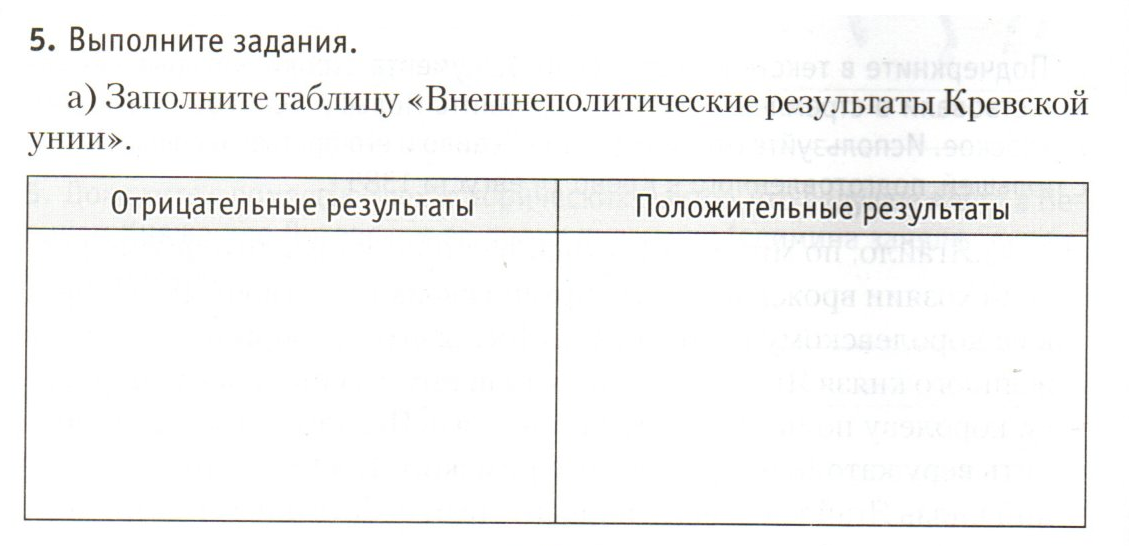 5. Выполните задания.
а) Заполните таблицу «Внешнеполитические результаты Кревской
унии».
Отрицательные результаты
Положительные результаты